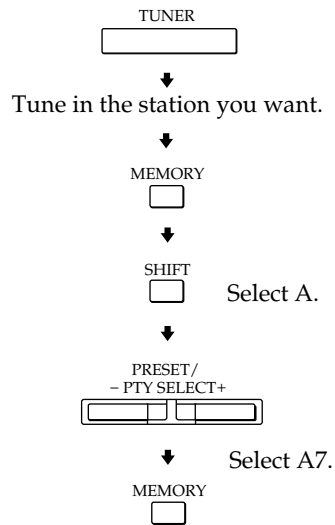 TUNER
Tune in the station you want.
MEMORY
SHIFT
Select A.
PRESET/
– PTY SELECT+
Select A7.
MEMORY